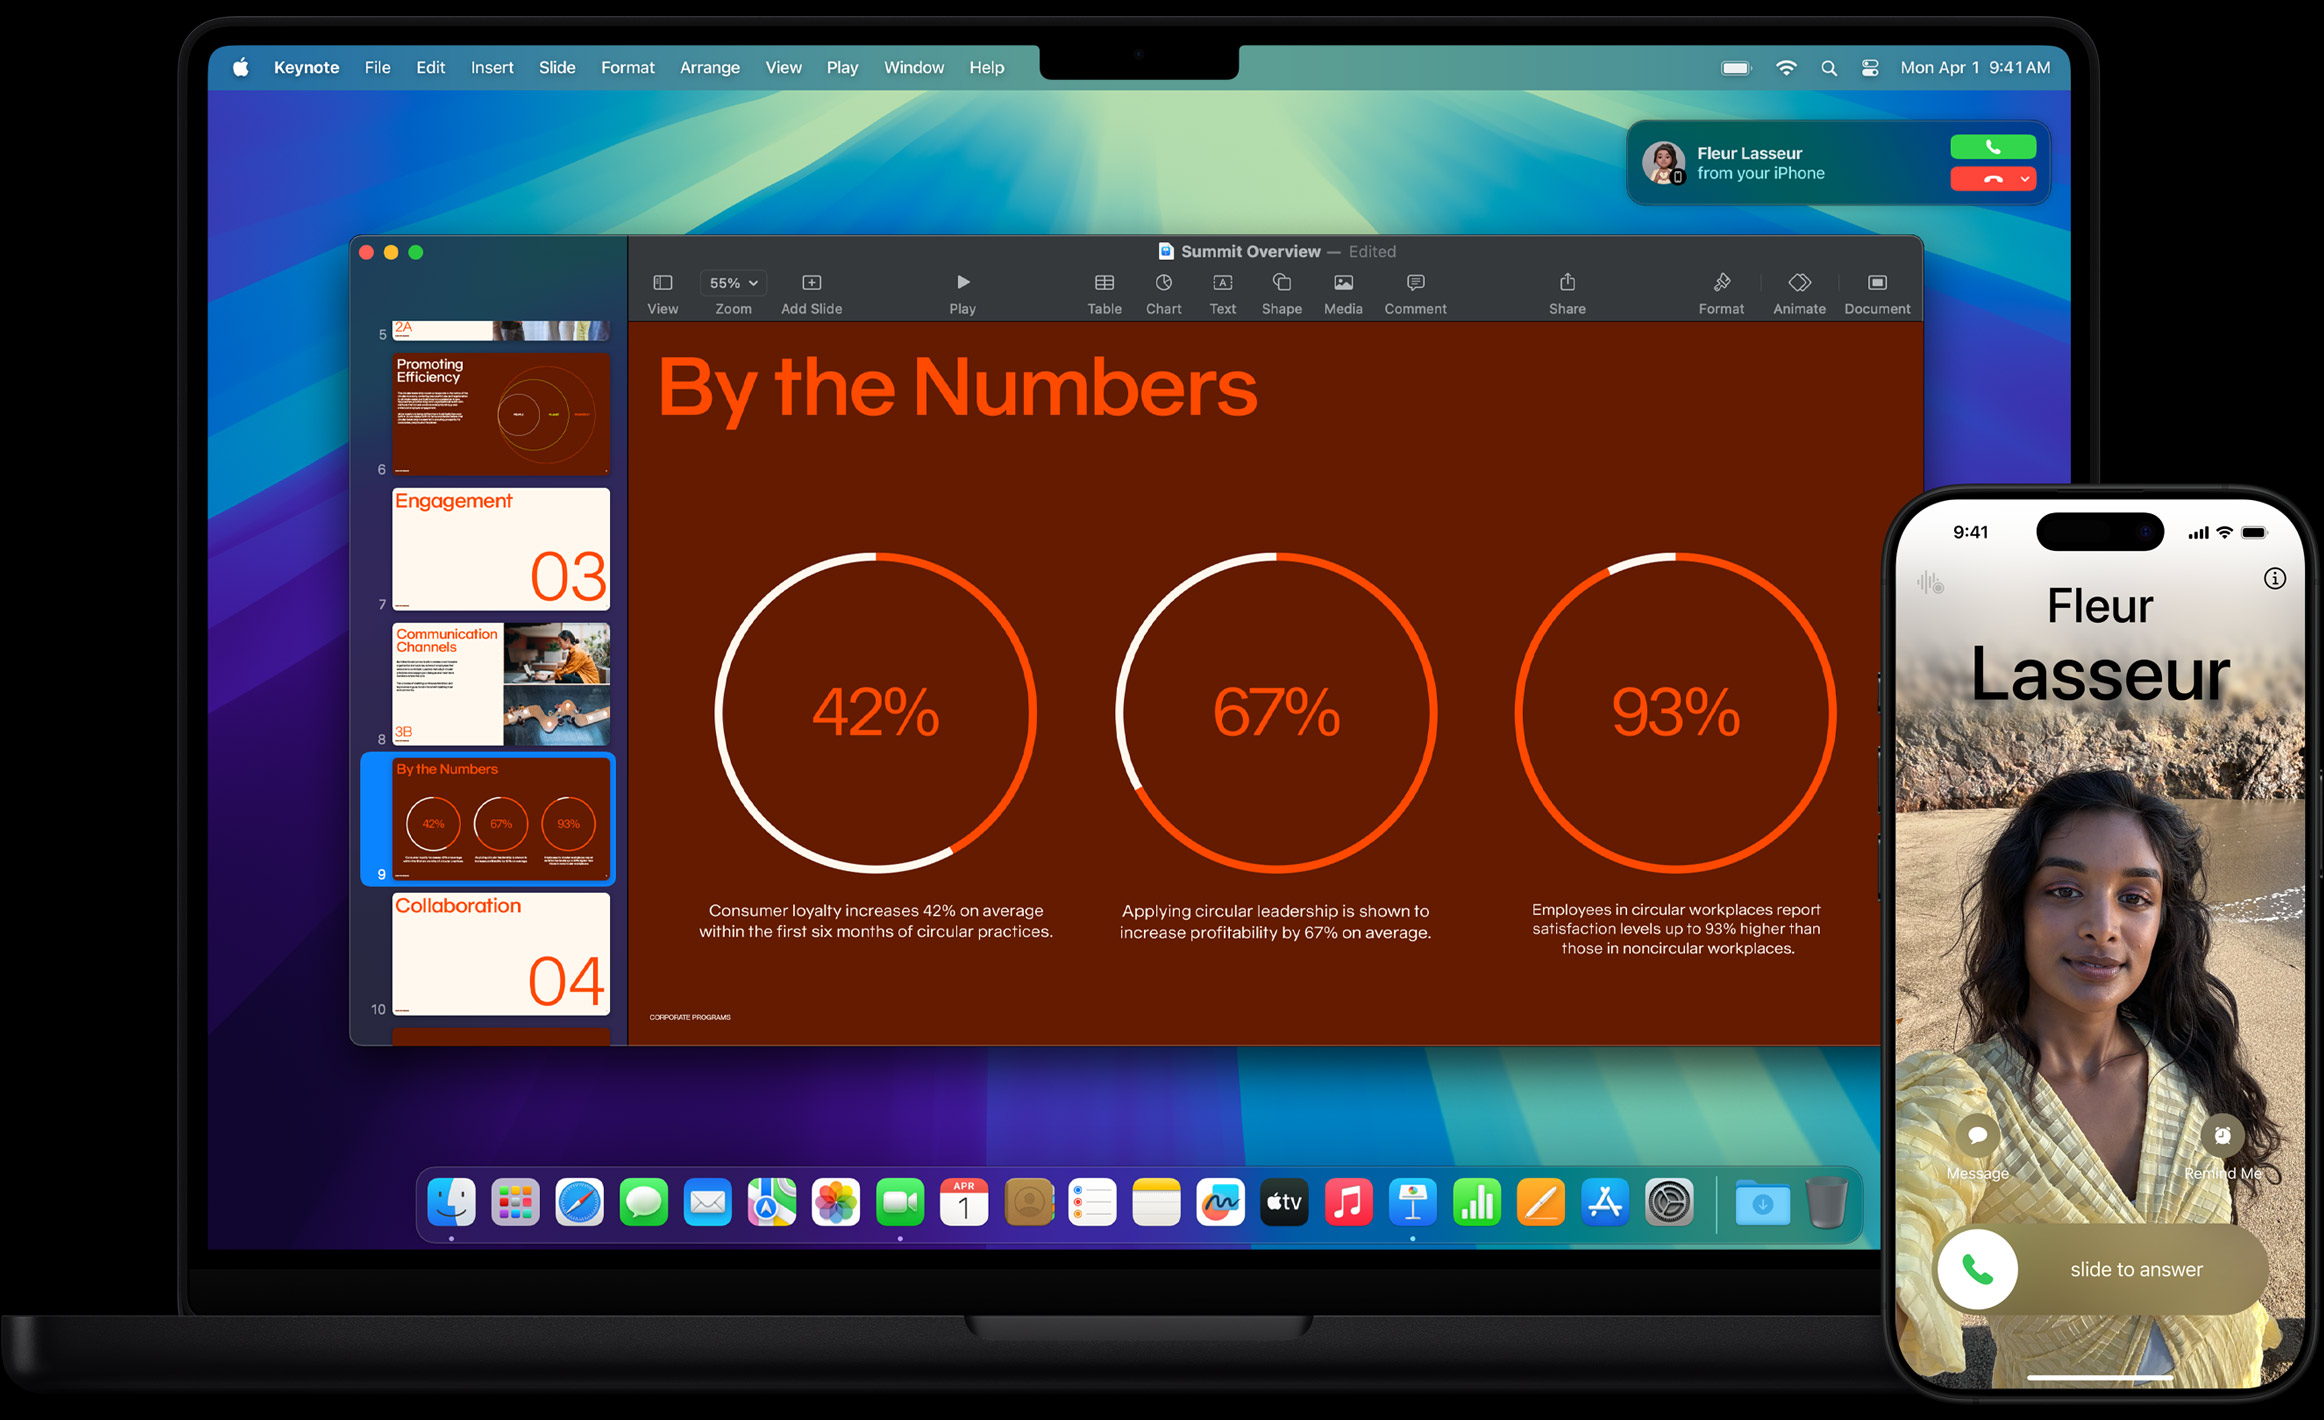 Keynote File Edit Insert Slide Format Arrange View Play Window Help
Mon Apr 1 9:41 AM
Fleur Lasseur
from your iPhone
Summit Overview — Edited
55%
View Zoom Add Slide Play Table Chart Text Shape Media Comment Share Format Animate Document
5
2A
Promoting
Efficiency
6
Engagement
03
7
Communication
Channels
3B
8
By the Numbers
42% 67% 93%
9
Collaboration
04
10
By the Numbers
42%
67%
93%
Consumer loyalty increases 42% on average
within the first six months of circular practices.
Applying circular leadership is shown to
increase profitability by 67% on average.
Employees in circular workplaces report
satisfaction levels up to 93% higher than
those in noncircular workplaces.
CORPORATE PROGRAMS
APR
1
tv
9:41
Fleur
Lasseur
Message
Remind Me
slide to answer